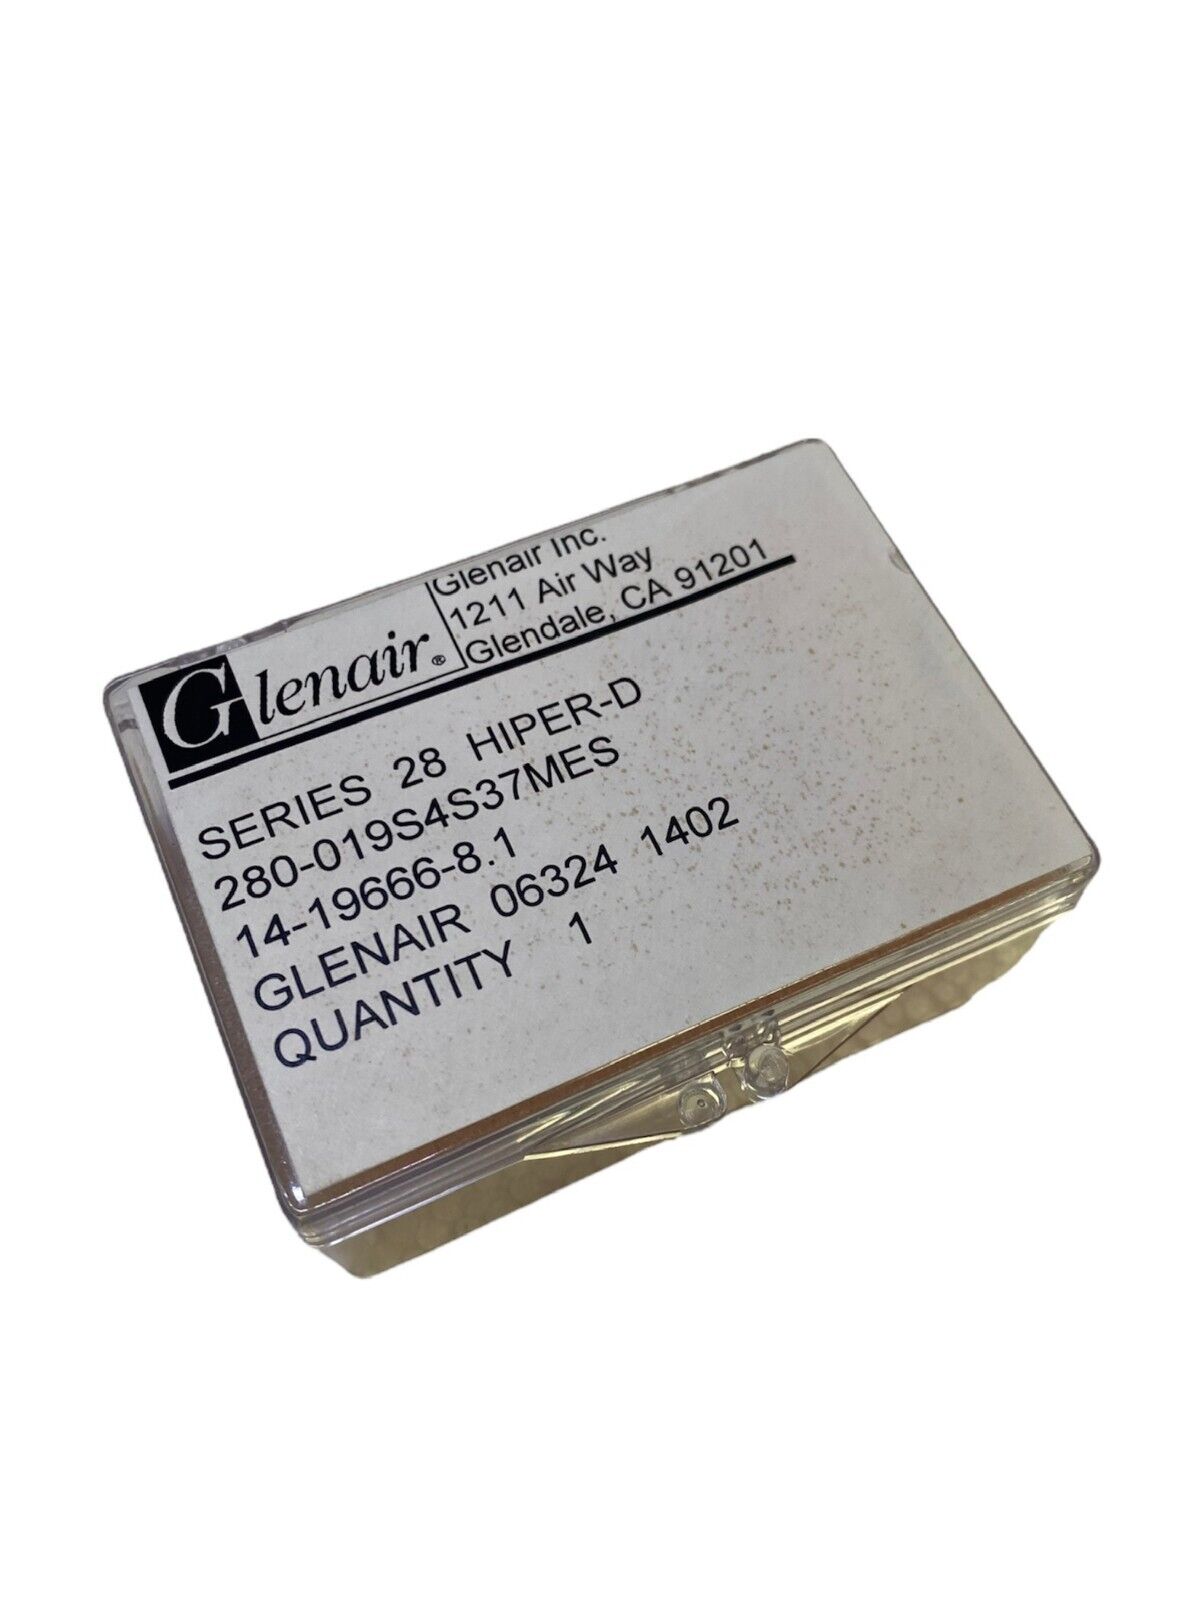 Glenair®
Glenair Inc.
1211 Air Way
Glendale, CA 91201
SERIES 28 HIPER-D
280-019S4S37MES
14-19666-8.1
GLENAIR 06324 1402
QUANTITY 1